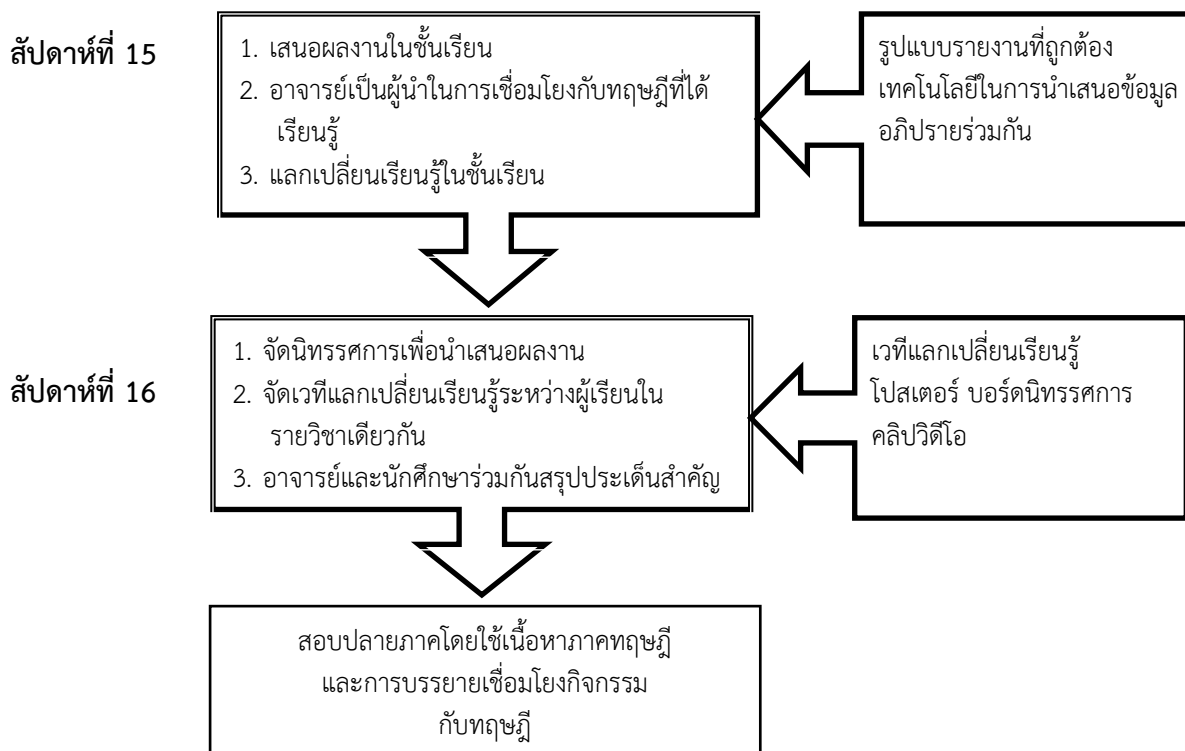 สัปดาห์ที่ 15
1. เสนอผลงานในชั้นเรียน
2. อาจารย์เป็นผู้นำในการเชื่อมโยงกับทฤษฎีที่ได้
เรียนรู้
3. แลกเปลี่ยนเรียนรู้ในชั้นเรียน
รูปแบบรายงานที่ถูกต้อง
เทคโนโลยีในการนำเสนอข้อมูล
อภิปรายร่วมกัน
สัปดาห์ที่ 16
1. จัดนิทรรศการเพื่อนำเสนอผลงาน
2. จัดเวทีแลกเปลี่ยนเรียนรู้ระหว่างผู้เรียนใน
รายวิชาเดียวกัน
3. อาจารย์และนักศึกษาร่วมกันสรุปประเด็นสำคัญ
เวทีแลกเปลี่ยนเรียนรู้
โปสเตอร์ บอร์ดนิทรรศการ
คลิปวิดีโอ
สอบปลายภาคโดยใช้เนื้อหาภาคทฤษฎี
และการบรรยายเชื่อมโยงกิจกรรม
กับทฤษฎี